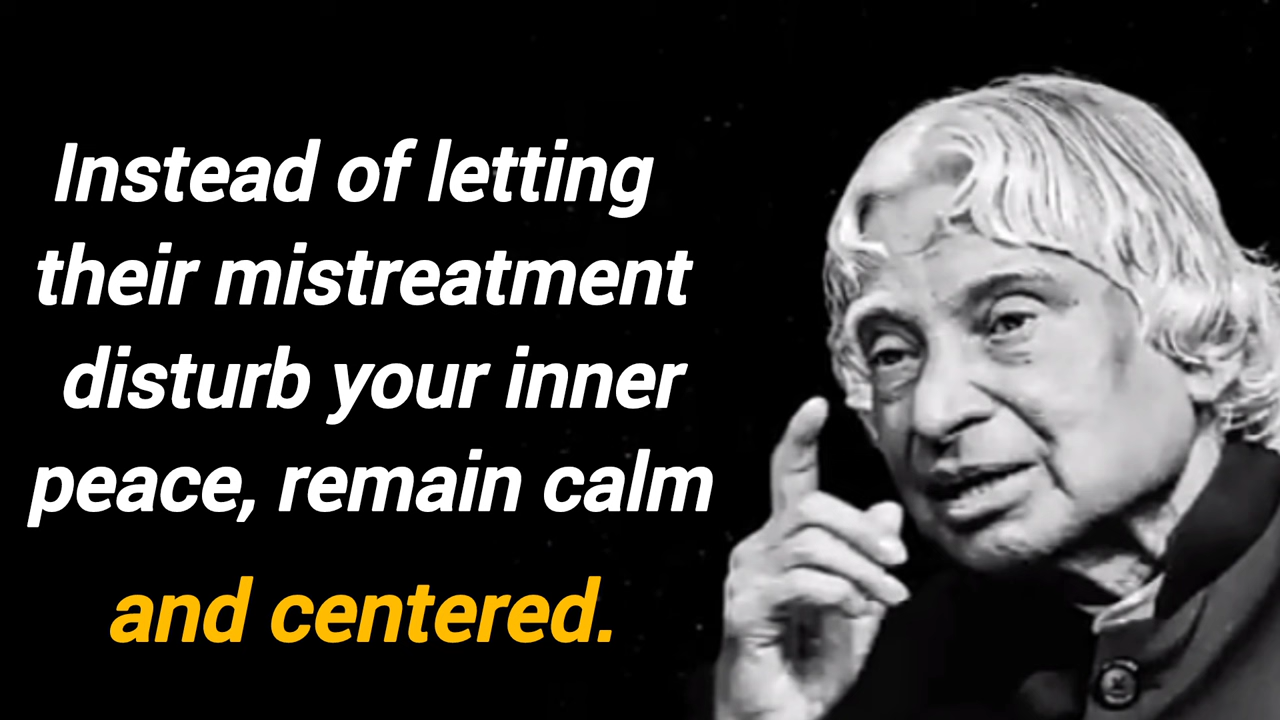 Instead of letting
their mistreatment
disturb your inner
peace, remain calm
and centered.